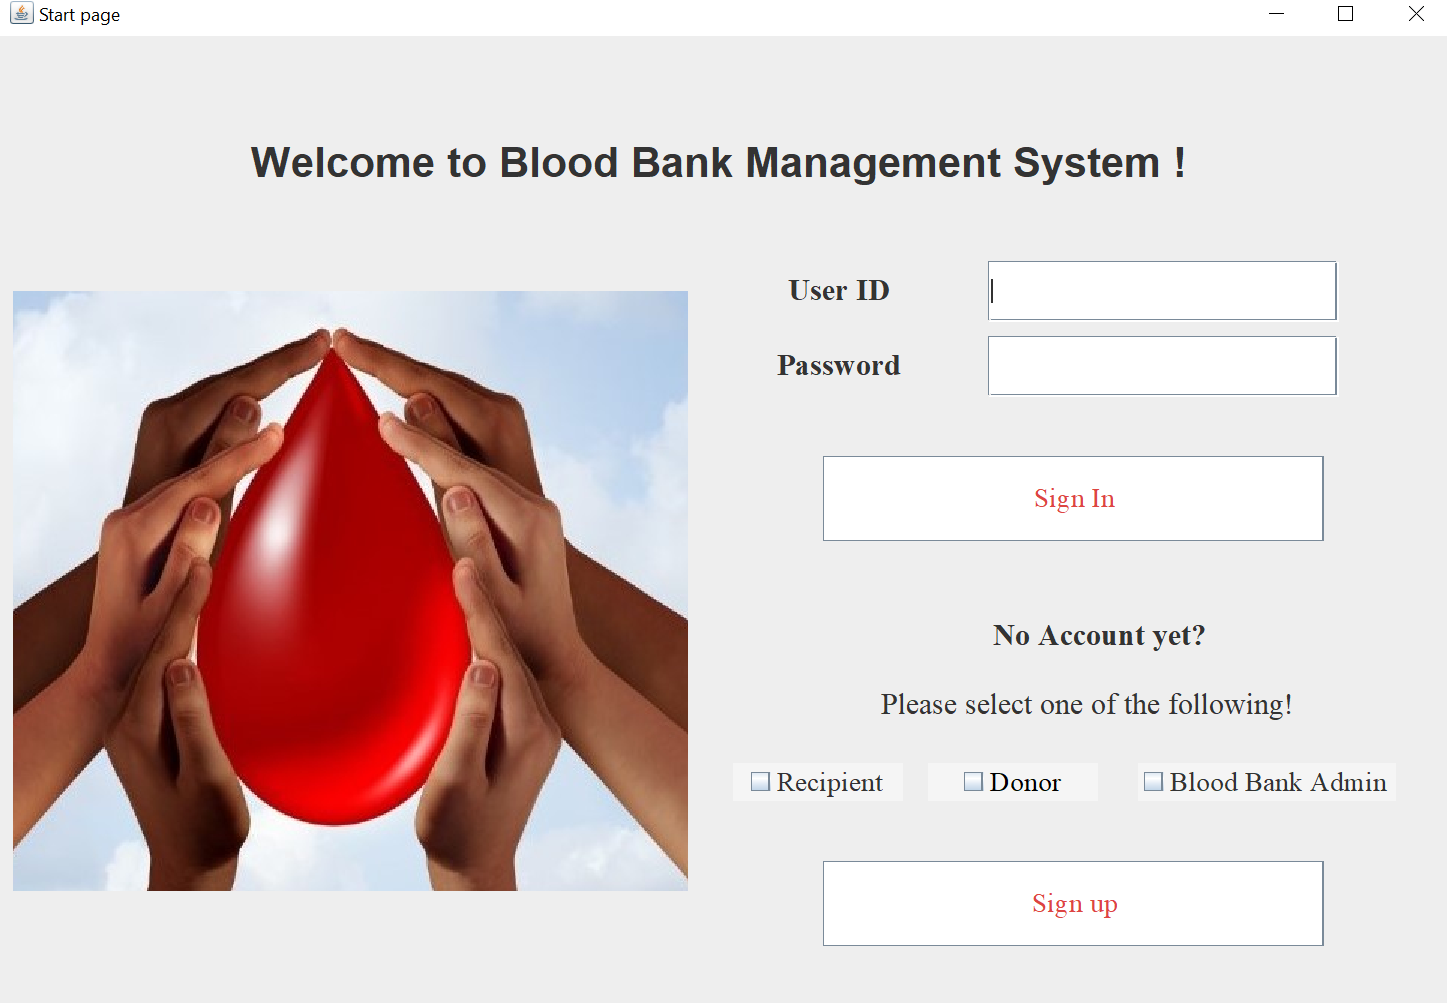 Start page
Welcome to Blood Bank Management System !
User ID
Password
Sign In
No Account yet?
Please select one of the following!
Recipient Donor Blood Bank Admin
Sign up